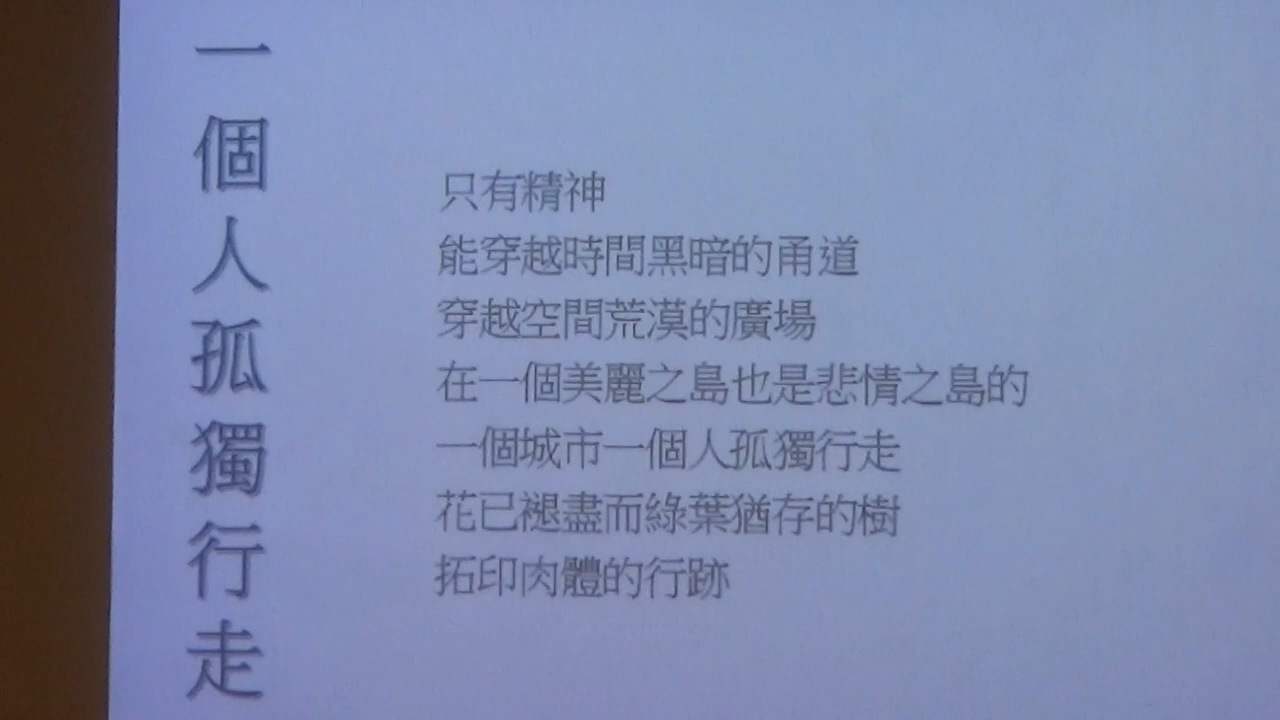 一個人孤獨行走
只有精神
能穿越時間黑暗的甬道
穿越空間荒漠的廣場
在一個美麗之島也是悲情之島的
一個城市一個人孤獨行走
花已褪盡而綠葉猶存的樹
拓印肉體的行跡